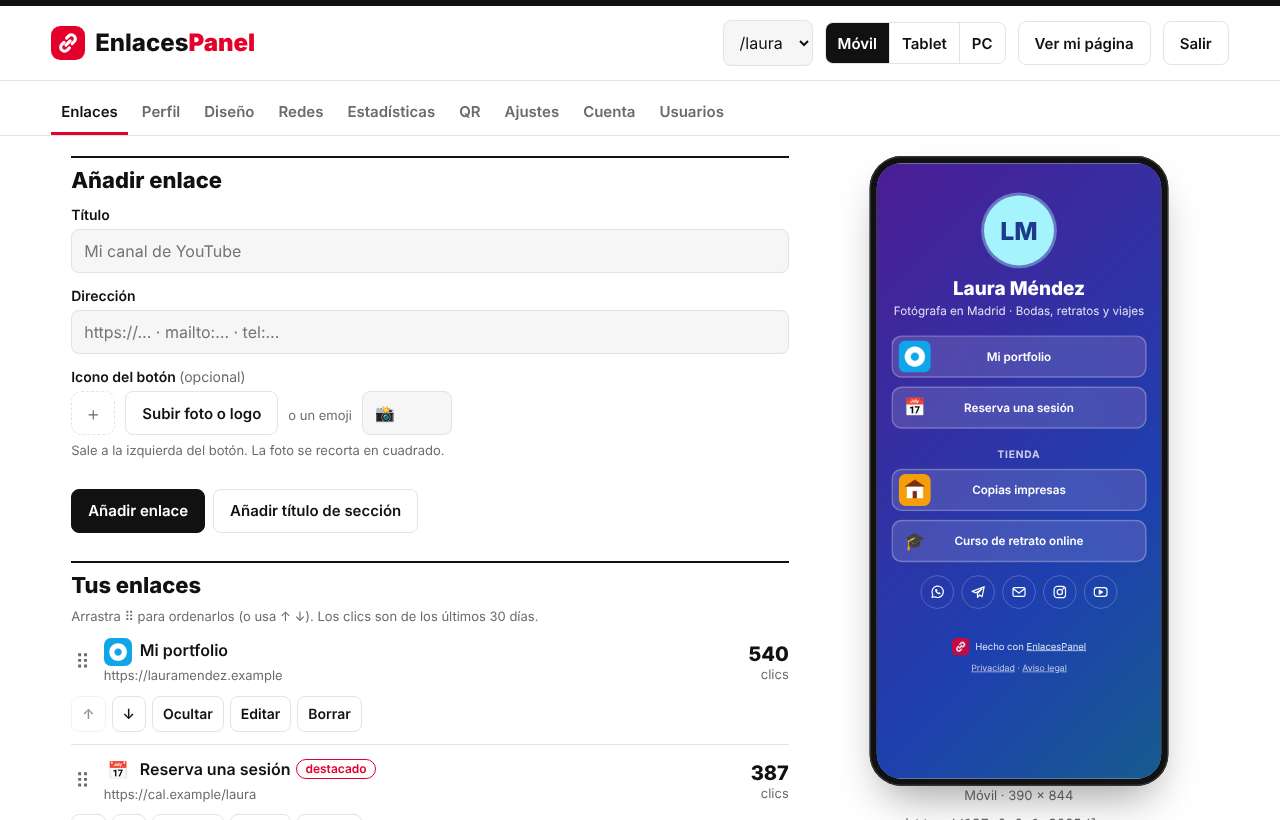 EnlacesPanel
/laura
Móvil
Tablet
PC
Ver mi página
Salir
Enlaces
Perfil
Diseño
Redes
Estadísticas
QR
Ajustes
Cuenta
Usuarios
Añadir enlace
Título
Mi canal de YouTube
Dirección
https://... · mailto:... · tel:...
Icono del botón (opcional)
+
Subir foto o logo
o un emoji
Sale a la izquierda del botón. La foto se recorta en cuadrado.
Añadir enlace
Añadir título de sección
Tus enlaces
Arrastra ⠿ para ordenarlos (o usa ↑ ↓). Los clics son de los últimos 30 días.
Mi portfolio
https://lauramendez.example
540
clics
↑
↓
Ocultar
Editar
Borrar
Reserva una sesión
destacado
https://cal.example/laura
387
clics
LM
Laura Méndez
Fotógrafa en Madrid · Bodas, retratos y viajes
Mi portfolio
July
17
Reserva una sesión
TIENDA
Copias impresas
Curso de retrato online
Hecho con EnlacesPanel
Privacidad · Aviso legal
Móvil · 390 × 844